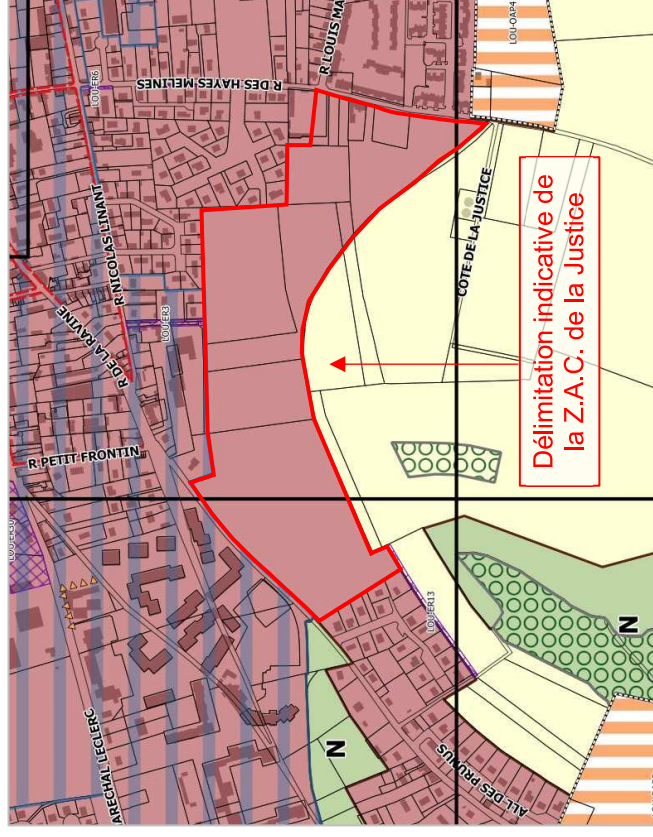 LOU-OAP4
R LOUIS MA
R DES HAYES MELINES
LOU-ER6
R NICOLAS LINANT
R DE LA RAVINE
LOU-ER3
COTE DE LA JUSTICE
R PETIT FRONTIN
Délimitation indicative de
la Z.A.C. de la Justice
LOU-ER13
ARECHAL LECLERC
N
N
ALL DES PRUNUS